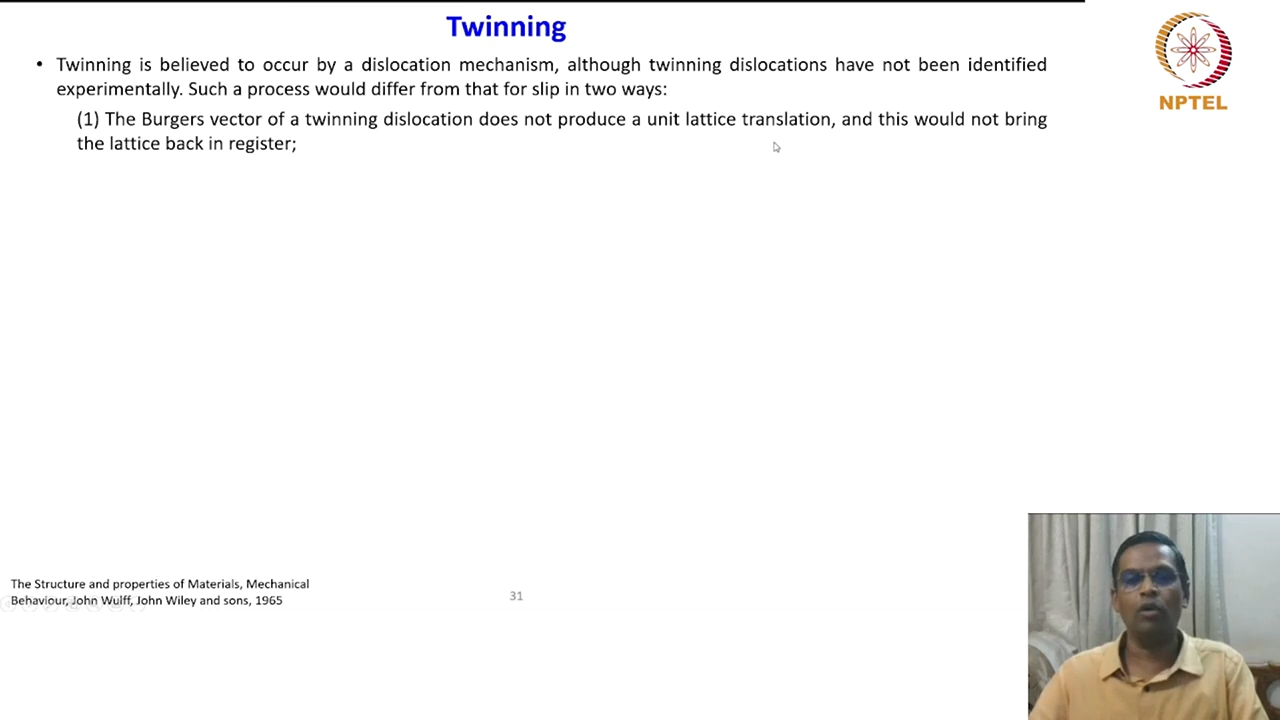 Twinning
• Twinning is believed to occur by a dislocation mechanism, although twinning dislocations have not been identified
experimentally. Such a process would differ from that for slip in two ways:
(1) The Burgers vector of a twinning dislocation does not produce a unit lattice translation, and this would not bring
the lattice back in register;
NPTEL
The Structure and properties of Materials, Mechanical
Behaviour, John Wulff, John Wiley and sons, 1965
31